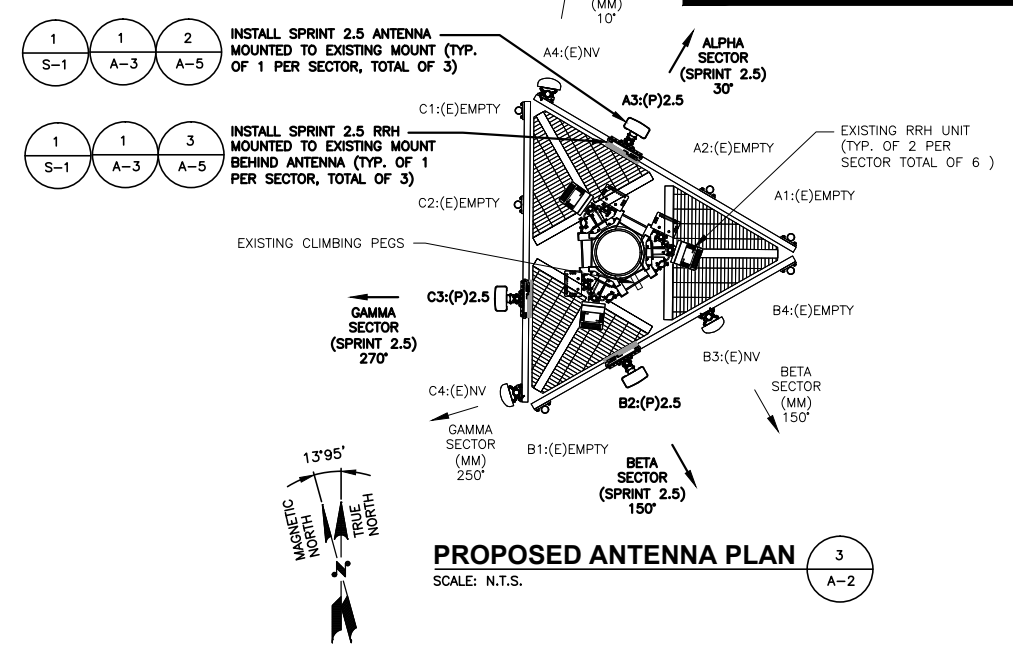 (MM)
10°
1
S-1
1
A-3
2
A-5
INSTALL SPRINT 2.5 ANTENNA
MOUNTED TO EXISTING MOUNT (TYP.
OF 1 PER SECTOR, TOTAL OF 3)
A4:(E)NV
ALPHA
SECTOR
(SPRINT 2.5)
30°
C1:(E)EMPTY
A3:(P)2.5
1
S-1
1
A-3
3
A-5
INSTALL SPRINT 2.5 RRH
MOUNTED TO EXISTING MOUNT
BEHIND ANTENNA (TYP. OF 1
PER SECTOR, TOTAL OF 3)
EXISTING RRH UNIT
(TYP. OF 2 PER
SECTOR TOTAL OF 6 )
A2:(E)EMPTY
A1:(E)EMPTY
C2:(E)EMPTY
EXISTING CLIMBING PEGS
C3:(P)2.5
GAMMA
SECTOR
(SPRINT 2.5)
270°
B4:(E)EMPTY
B3:(E)NV
BETA
SECTOR
(MM)
150°
C4:(E)NV
B2:(P)2.5
GAMMA
SECTOR
(MM)
250°
B1:(E)EMPTY
BETA
SECTOR
(SPRINT 2.5)
150°
13°95'
MAGNETIC
NORTH
TRUE
NORTH
N
PROPOSED ANTENNA PLAN
SCALE: N.T.S.
3
A-2